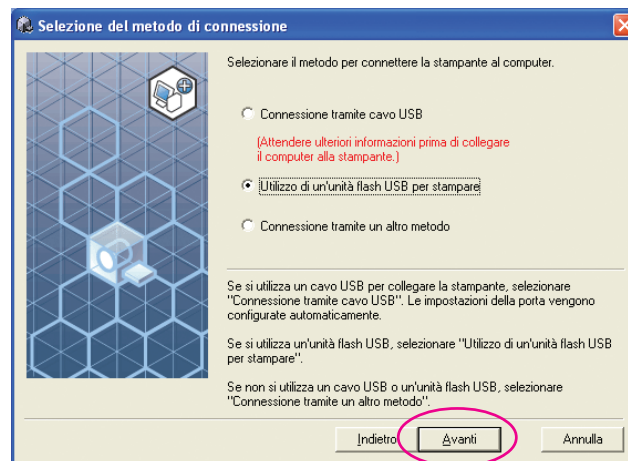 Selezione del metodo di connessione
Selezionare il metodo per connettere la stampante al computer.
Connessione tramite cavo USB
(Attendere ulteriori informazioni prima di collegare
il computer alla stampante.)
Utilizzo di un'unità flash USB per stampare
Connessione tramite un altro metodo
Se si utilizza un cavo USB per collegare la stampante, selezionare
"Connessione tramite cavo USB". Le impostazioni della porta vengono
configurate automaticamente.
Se si utilizza un'unità flash USB, selezionare "Utilizzo di un'unità flash USB
per stampare".
Se non si utilizza un cavo USB o un'unità flash USB, selezionare
"Connessione tramite un altro metodo".
Indietro Avanti Annulla